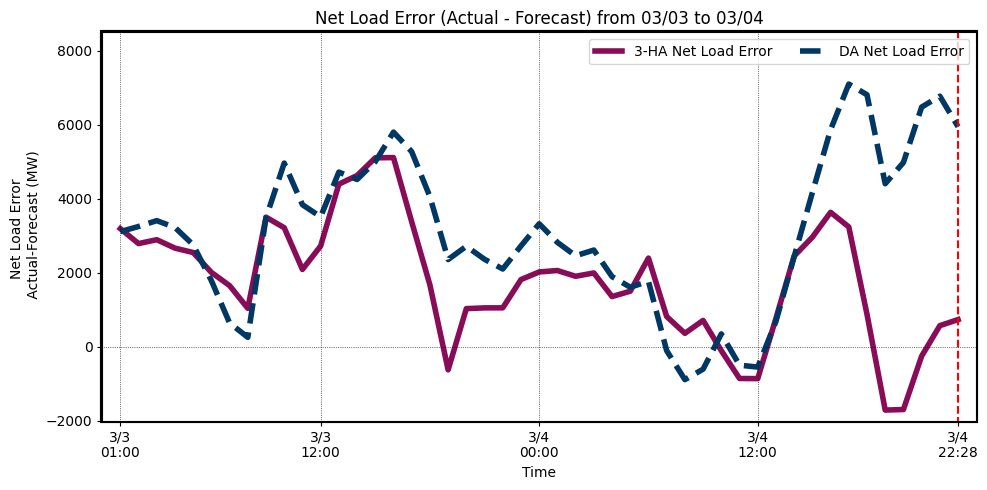 Net Load Error (Actual - Forecast) from 03/03 to 03/04
3-HA Net Load Error
DA Net Load Error
Net Load Error
Actual-Forecast (MW)
8000
6000
4000
2000
0
−2000
3/3
01:00
3/3
12:00
3/4
00:00
3/4
12:00
3/4
22:28
Time